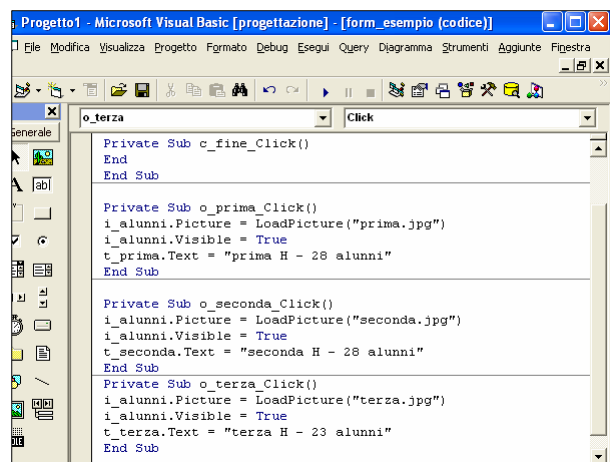 Progetto1 - Microsoft Visual Basic [progettazione] - [form_esempio (codice)]
File Modifica Visualizza Progetto Formato Debug Esegui Query Diagramma Strumenti Aggiunte Finestra
Generale
o_terza Click
Private Sub c_fine_Click()
End
End Sub
Private Sub o_prima_Click()
i_alunni.Picture = LoadPicture("prima.jpg")
i_alunni.Visible = True
t_prima.Text = "prima H - 28 alunni"
End Sub
Private Sub o_seconda_Click()
i_alunni.Picture = LoadPicture("seconda.jpg")
i_alunni.Visible = True
t_seconda.Text = "seconda H - 28 alunni"
End Sub
Private Sub o_terza_Click()
i_alunni.Picture = LoadPicture("terza.jpg")
i_alunni.Visible = True
t_terza.Text = "terza H - 23 alunni"
End Sub